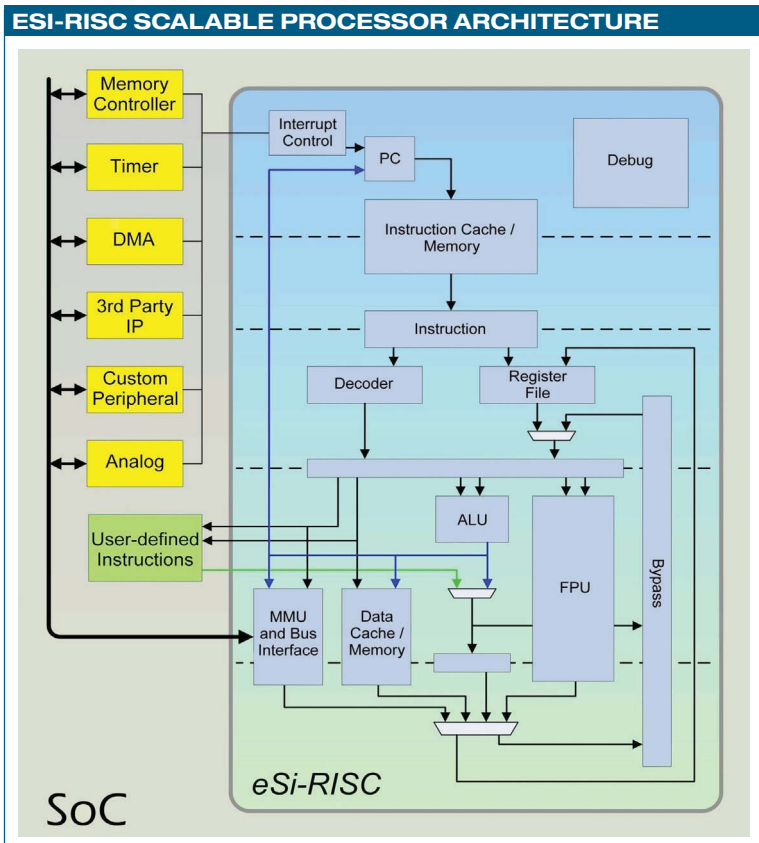 ESI-RISC SCALABLE PROCESSOR ARCHITECTURE
Memory
Controller
Timer
DMA
3rd Party
IP
Custom
Peripheral
Analog
User-defined
Instructions
Interrupt
Control
PC
Debug
Instruction Cache /
Memory
Instruction
Decoder
Register
File
ALU
FPU
Bypass
MMU
and Bus
Interface
Data
Cache /
Memory
eSi-RISC
SoC